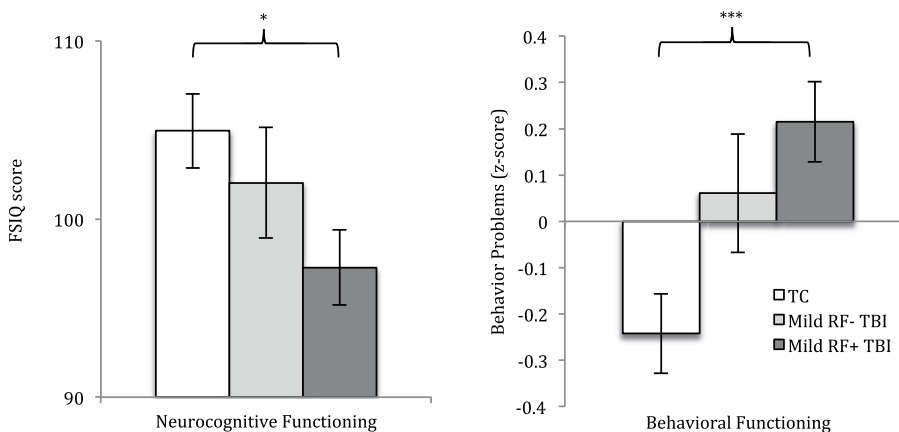 *
110
100
90
FSIQ score
Neurocognitive Functioning
***
0.4
0.3
0.2
0.1
0
-0.1
-0.2
-0.3
-0.4
Behavior Problems (z-score)
TC
Mild RF- TBI
Mild RF+ TBI
Behavioral Functioning